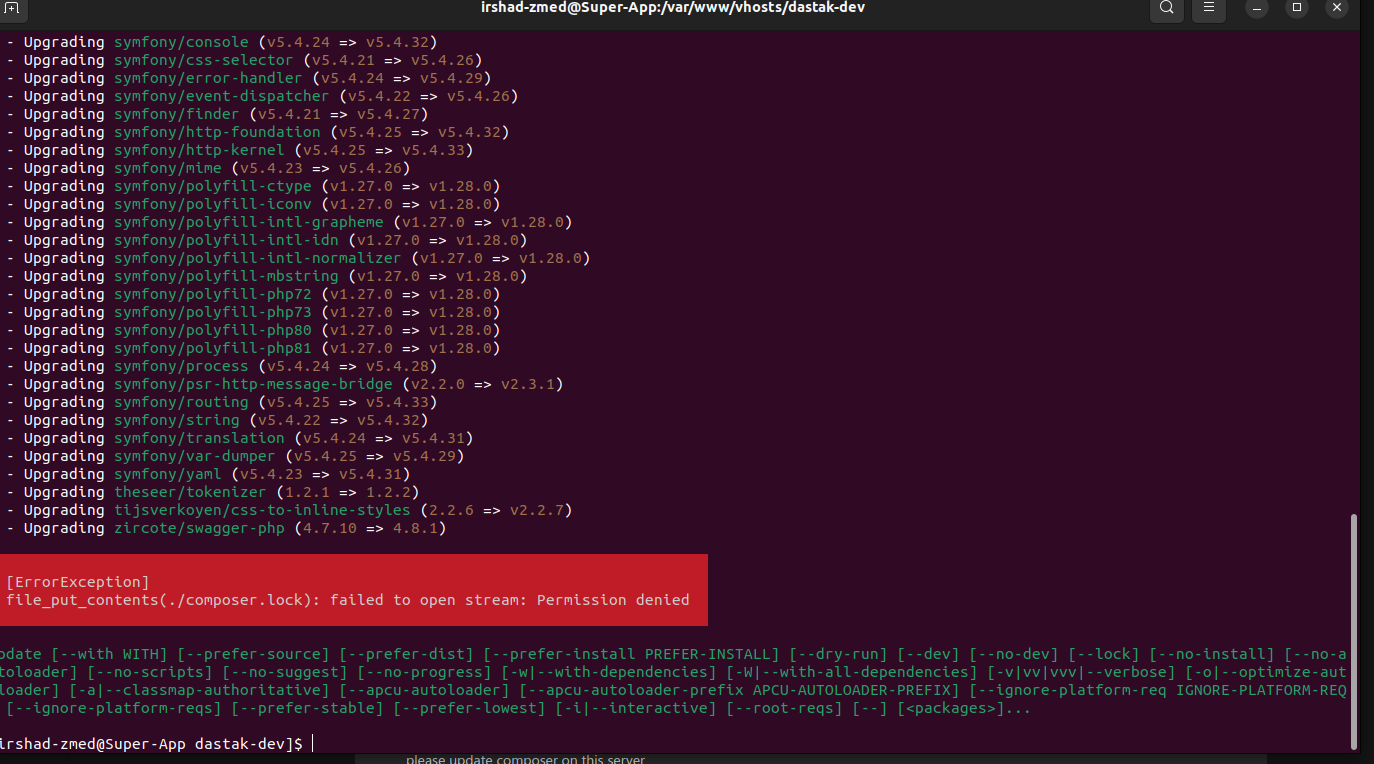 irshad-zmed@Super-App:/var/www/vhosts/dastak-dev
- Upgrading symfony/console (v5.4.24 => v5.4.32)
- Upgrading symfony/css-selector (v5.4.21 => v5.4.26)
- Upgrading symfony/error-handler (v5.4.24 => v5.4.29)
- Upgrading symfony/event-dispatcher (v5.4.22 => v5.4.26)
- Upgrading symfony/finder (v5.4.21 => v5.4.27)
- Upgrading symfony/http-foundation (v5.4.25 => v5.4.32)
- Upgrading symfony/http-kernel (v5.4.25 => v5.4.33)
- Upgrading symfony/mime (v5.4.23 => v5.4.26)
- Upgrading symfony/polyfill-ctype (v1.27.0 => v1.28.0)
- Upgrading symfony/polyfill-iconv (v1.27.0 => v1.28.0)
- Upgrading symfony/polyfill-intl-grapheme (v1.27.0 => v1.28.0)
- Upgrading symfony/polyfill-intl-idn (v1.27.0 => v1.28.0)
- Upgrading symfony/polyfill-intl-normalizer (v1.27.0 => v1.28.0)
- Upgrading symfony/polyfill-mbstring (v1.27.0 => v1.28.0)
- Upgrading symfony/polyfill-php72 (v1.27.0 => v1.28.0)
- Upgrading symfony/polyfill-php73 (v1.27.0 => v1.28.0)
- Upgrading symfony/polyfill-php80 (v1.27.0 => v1.28.0)
- Upgrading symfony/polyfill-php81 (v1.27.0 => v1.28.0)
- Upgrading symfony/process (v5.4.24 => v5.4.28)
- Upgrading symfony/psr-http-message-bridge (v2.2.0 => v2.3.1)
- Upgrading symfony/routing (v5.4.25 => v5.4.33)
- Upgrading symfony/string (v5.4.22 => v5.4.32)
- Upgrading symfony/translation (v5.4.24 => v5.4.31)
- Upgrading symfony/var-dumper (v5.4.25 => v5.4.29)
- Upgrading symfony/yaml (v5.4.23 => v5.4.31)
- Upgrading theseer/tokenizer (1.2.1 => 1.2.2)
- Upgrading tijsverkoyen/css-to-inline-styles (2.2.6 => v2.2.7)
- Upgrading zircote/swagger-php (4.7.10 => 4.8.1)
[ErrorException]
file_put_contents(./composer.lock): failed to open stream: Permission denied
pdate [--with WITH] [--prefer-source] [--prefer-dist] [--prefer-install PREFER-INSTALL] [--dry-run] [--dev] [--no-dev] [--lock] [--no-install] [--no-a
toloader] [--no-scripts] [--no-suggest] [--no-progress] [-w|--with-dependencies] [-W|--with-all-dependencies] [-v|vv|vvv|--verbose] [-o|--optimize-aut
loader] [-a|--classmap-authoritative] [--apcu-autoloader] [--apcu-autoloader-prefix APCU-AUTOLOADER-PREFIX] [--ignore-platform-req IGNORE-PLATFORM-REQ
[--ignore-platform-reqs] [--prefer-stable] [--prefer-lowest] [-i|--interactive] [--root-reqs] [--] [<packages>]...
irshad-zmed@Super-App dastak-dev]$
please update composer on this server